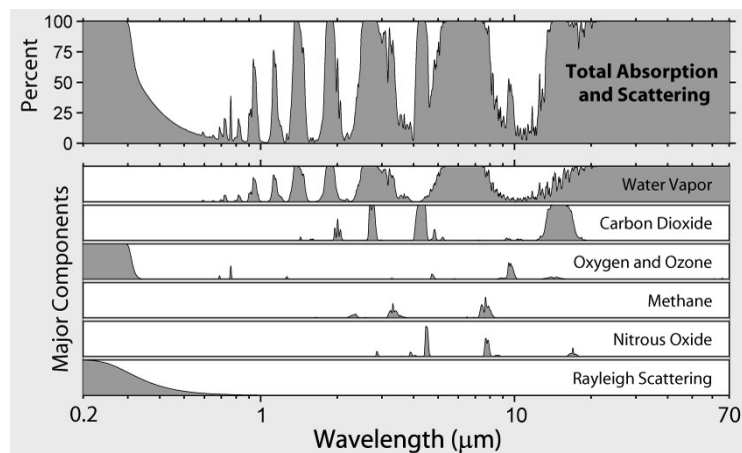 100
75
50
25
0
Percent
Total Absorption
and Scattering
Major Components
Water Vapor
Carbon Dioxide
Oxygen and Ozone
Methane
Nitrous Oxide
Rayleigh Scattering
0.2
1
10
70
Wavelength (μm)